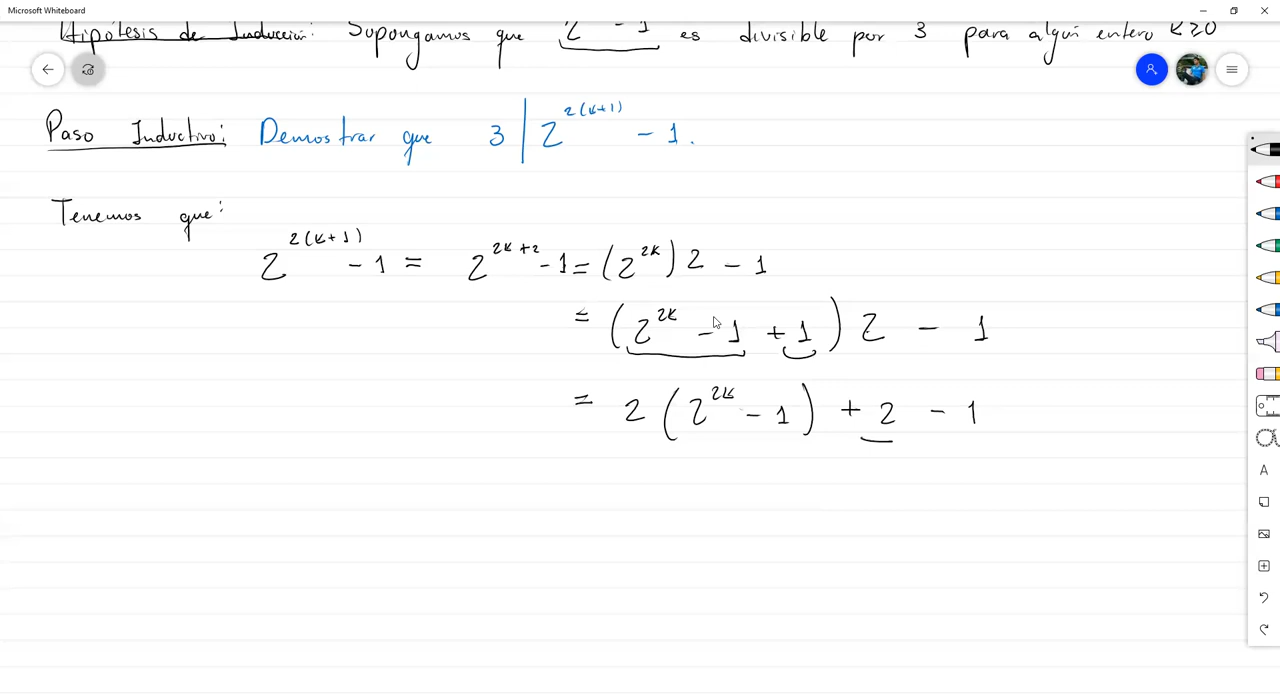 Microsoft Whiteboard
Hipótesis de Inducción: Supongamos que 2 - 1 es divisible por 3 para algún entero K≥0
Paso Inductivo: Demostrar que 3 | 2^{2(K+1)} - 1.
Tenemos que:
2^{2(K+1)} - 1 = 2^{2K+2} - 1 = (2^{2K}) 2 - 1
= (2^{2K} - 1 + 1) 2 - 1
= 2 (2^{2K} - 1) + 2 - 1
A